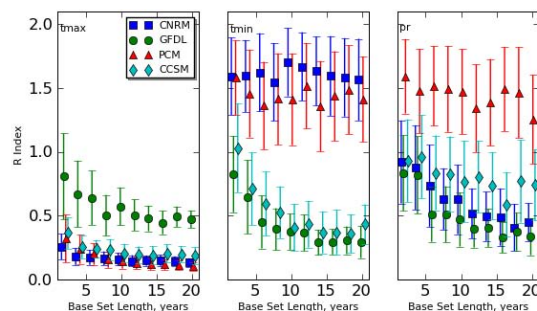 2.0
1.5
1.0
0.5
0.0
R Index
tmax
CNRM
GFDL
PCM
CCSM
5 10 15 20
Base Set Length, years
tmin
5 10 15 20
Base Set Length, years
pr
5 10 15 20
Base Set Length, years